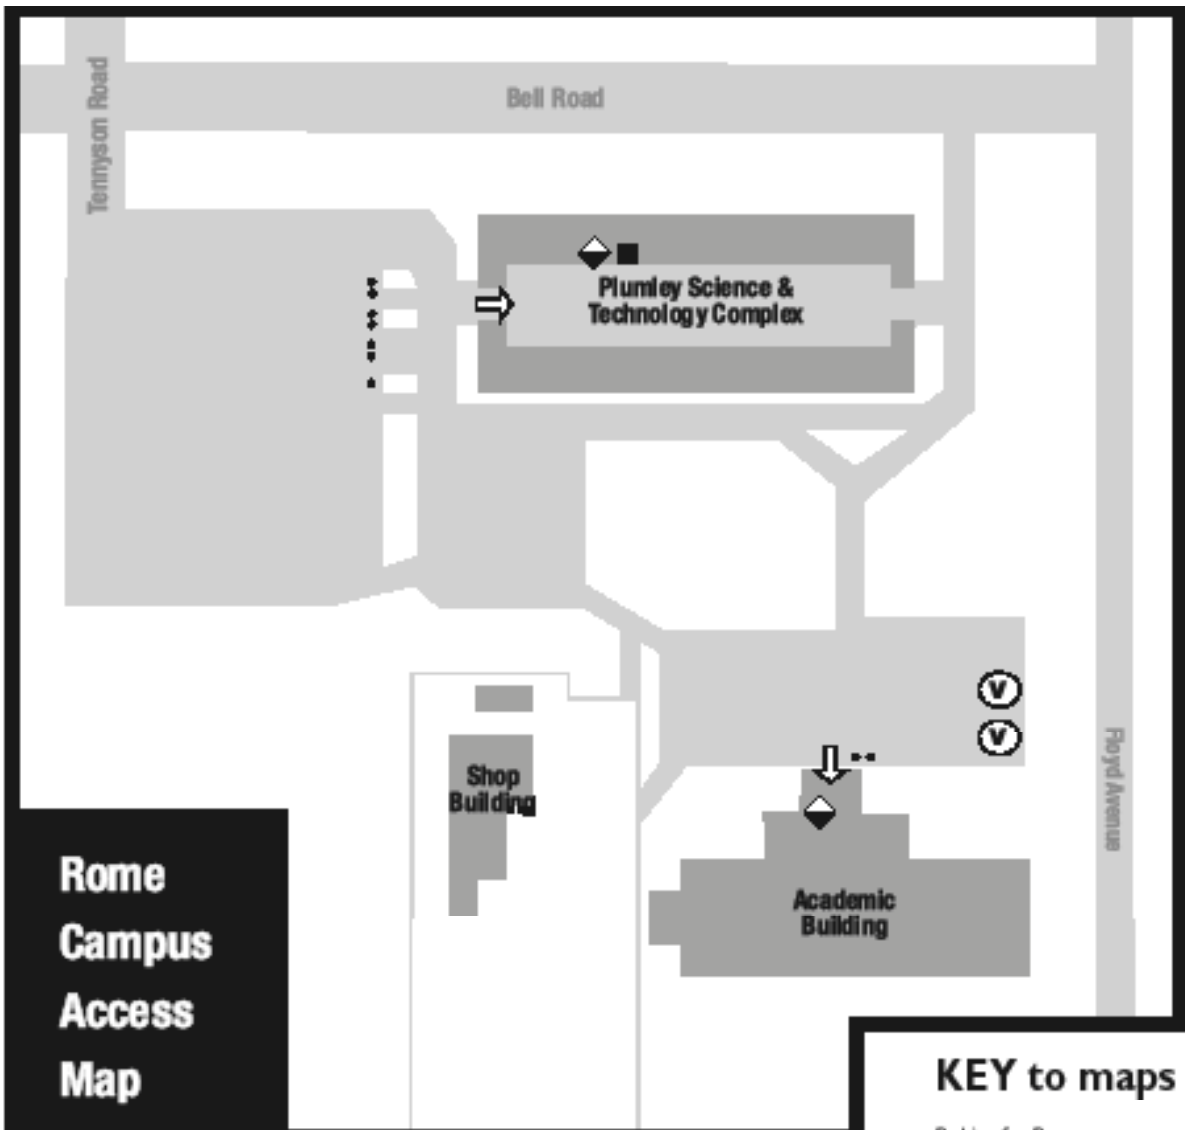 Tennyson Road
Bell Road
Plumley Science &
Technology Complex
V
V
Floyd Avenue
Shop
Building
Academic
Building
Rome
Campus
Access
Map
KEY to maps